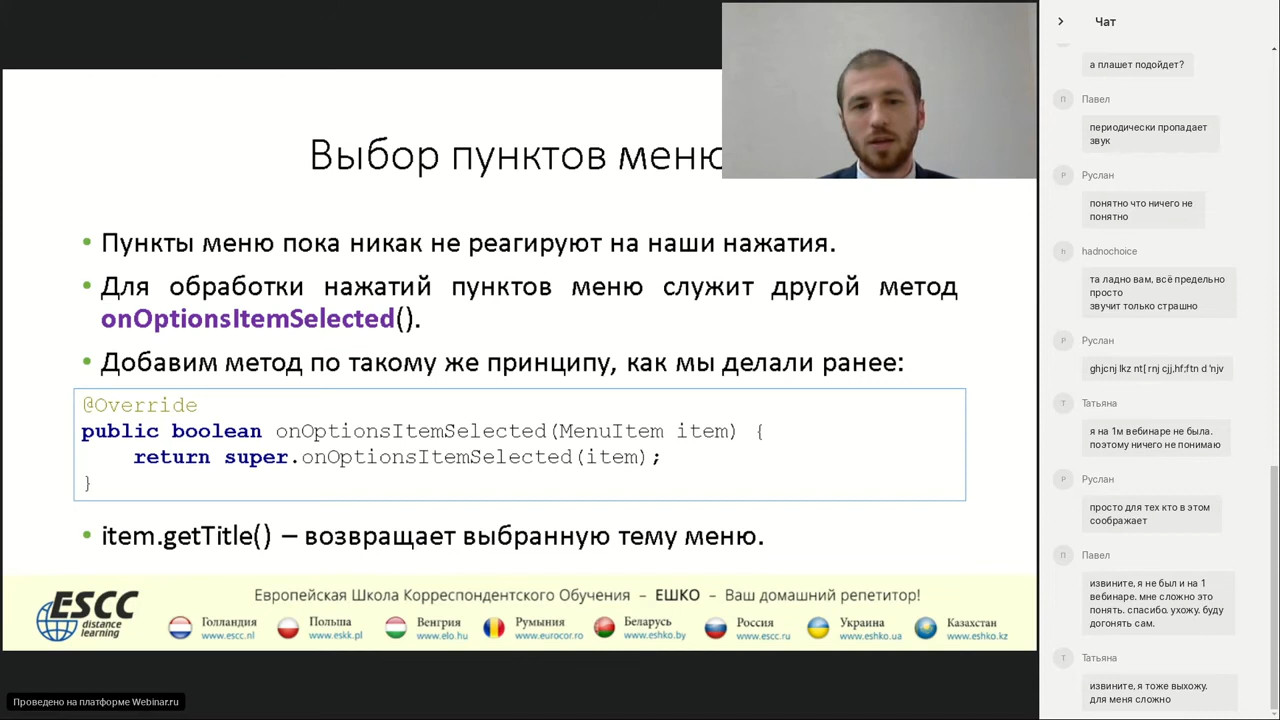 Выбор пунктов меню
• Пункты меню пока никак не реагируют на наши нажатия.
• Для обработки нажатий пунктов меню служит другой метод
onOptionsItemSelected().
• Добавим метод по такому же принципу, как мы делали ранее:
@Override
public boolean onOptionsItemSelected(MenuItem item) {
return super.onOptionsItemSelected(item);
}
• item.getTitle() – возвращает выбранную тему меню.
ESCC
distance
learning
Европейская Школа Корреспондентского Обучения – ЕШКО – Ваш домашний репетитор!
Голландия
www.escc.nl
Польша
www.eskk.pl
Венгрия
www.elo.hu
Румыния
www.eurocor.ro
Беларусь
www.eshko.by
Россия
www.escc.ru
Украина
www.eshko.ua
Казахстан
www.eshko.kz
Проведено на платформе Webinar.ru
Чат
а плашет подойдет?
П
Павел
периодически пропадает
звук
Р
Руслан
понятно что ничего не
понятно
h
hadnochoice
та ладно вам, всё предельно
просто
звучит только страшно
Р
Руслан
ghjcnj lkz nt[ rnj cjj,hf;ftn d 'njv
Т
Татьяна
я на 1м вебинаре не была.
поэтому ничего не понимаю
Р
Руслан
просто для тех кто в этом
соображает
П
Павел
извините, я не был и на 1
вебинаре. мне сложно это
понять. спасибо. ухожу. буду
догонять сам.
Т
Татьяна
извините, я тоже выхожу.
для меня сложно